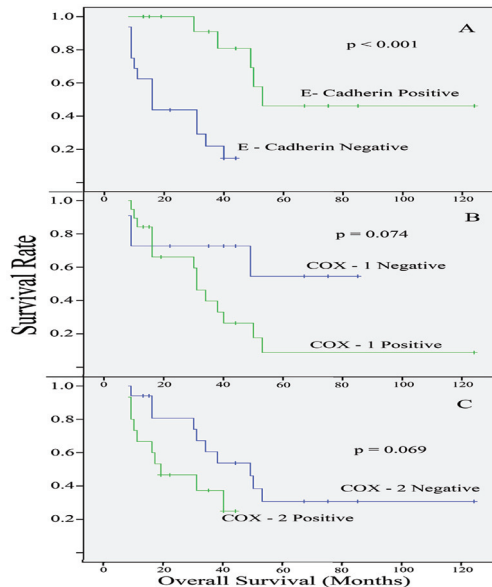 A
p < 0.001
1.0
0.8
0.6
0.4
0.2
E- Cadherin Positive
E - Cadherin Negative
0 20 40 60 80 100 120
B
p = 0.074
1.0
0.8
0.6
0.4
0.2
COX - 1 Negative
COX - 1 Positive
0 20 40 60 80 100 120
C
p = 0.069
1.0
0.8
0.6
0.4
0.2
COX - 2 Negative
COX - 2 Positive
0 20 40 60 80 100 120
Survival Rate
Overall Survival (Months)